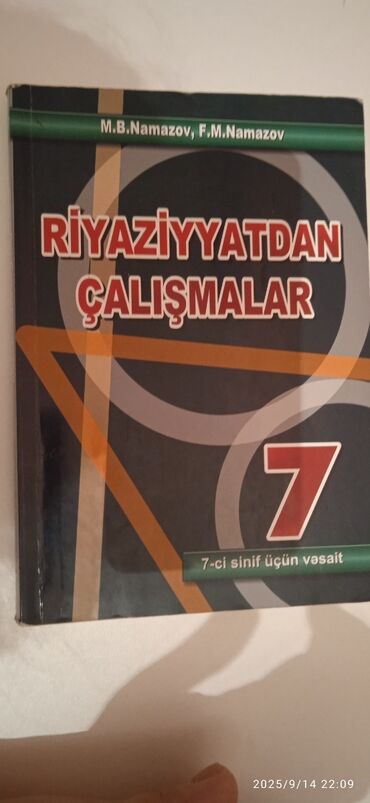 M.B.Namazov, F.M.Namazov
RİYAZİYYATDAN
ÇALIŞMALAR
7
7-ci sinif üçün vəsait
2025/9/14 22:09